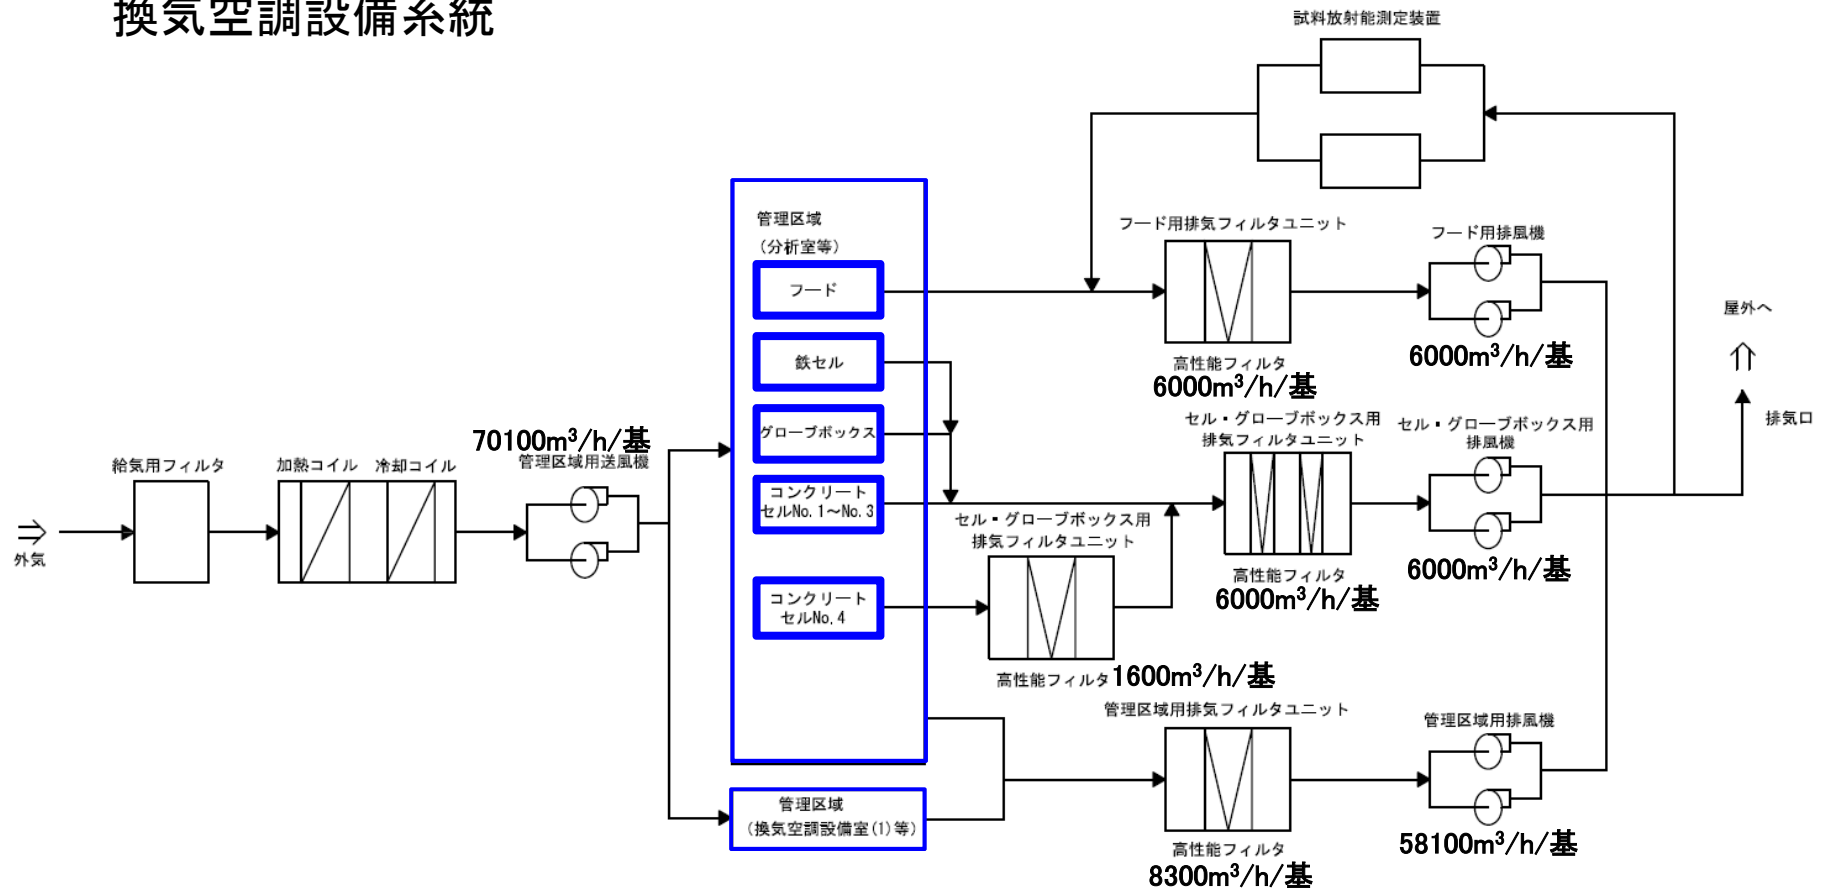 換気空調設備系統
試料放射能測定装置
管理区域
(分析室等)
フード
鉄セル
グローブボックス
コンクリート
セルNo.1～No.3
コンクリート
セルNo.4
管理区域
(換気空調設備室(1)等)
外気
給気用フィルタ
加熱コイル
冷却コイル
70100m³/h/基
管理区域用送風機
フード用排気フィルタユニット
高性能フィルタ
6000m³/h/基
フード用排風機
6000m³/h/基
セル・グローブボックス用
排気フィルタユニット
高性能フィルタ
6000m³/h/基
セル・グローブボックス用
排風機
6000m³/h/基
セル・グローブボックス用
排気フィルタユニット
高性能フィルタ
1600m³/h/基
管理区域用排気フィルタユニット
高性能フィルタ
8300m³/h/基
管理区域用排風機
58100m³/h/基
屋外へ
排気口